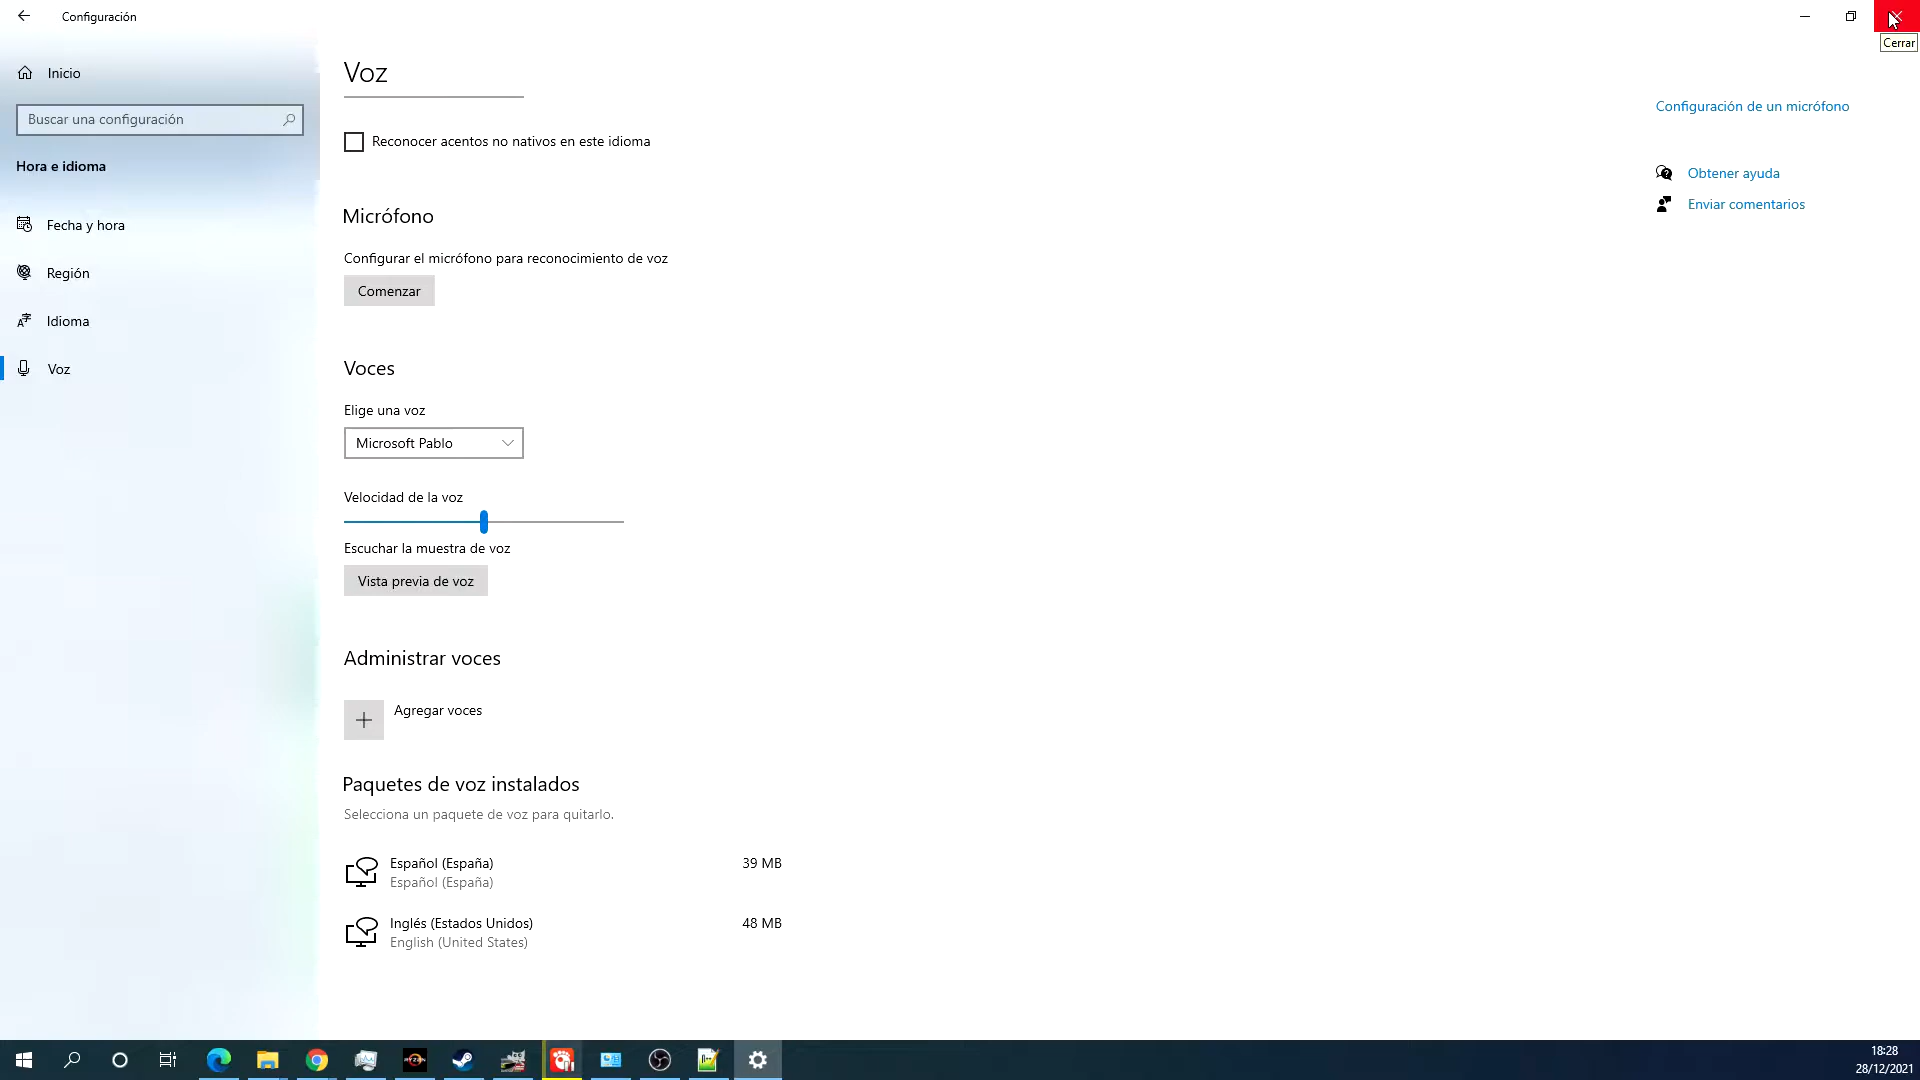 Configuración
Cerrar
Inicio
Buscar una configuración
Hora e idioma
Fecha y hora
Región
Idioma
Voz
Voz
Reconocer acentos no nativos en este idioma
Micrófono
Configurar el micrófono para reconocimiento de voz
Comenzar
Voces
Elige una voz
Microsoft Pablo
Velocidad de la voz
Escuchar la muestra de voz
Vista previa de voz
Administrar voces
Agregar voces
Paquetes de voz instalados
Selecciona un paquete de voz para quitarlo.
Español (España) 39 MB
Español (España)
Inglés (Estados Unidos) 48 MB
English (United States)
Configuración de un micrófono
Obtener ayuda
Enviar comentarios
RYZEN
18:28
28/12/2021